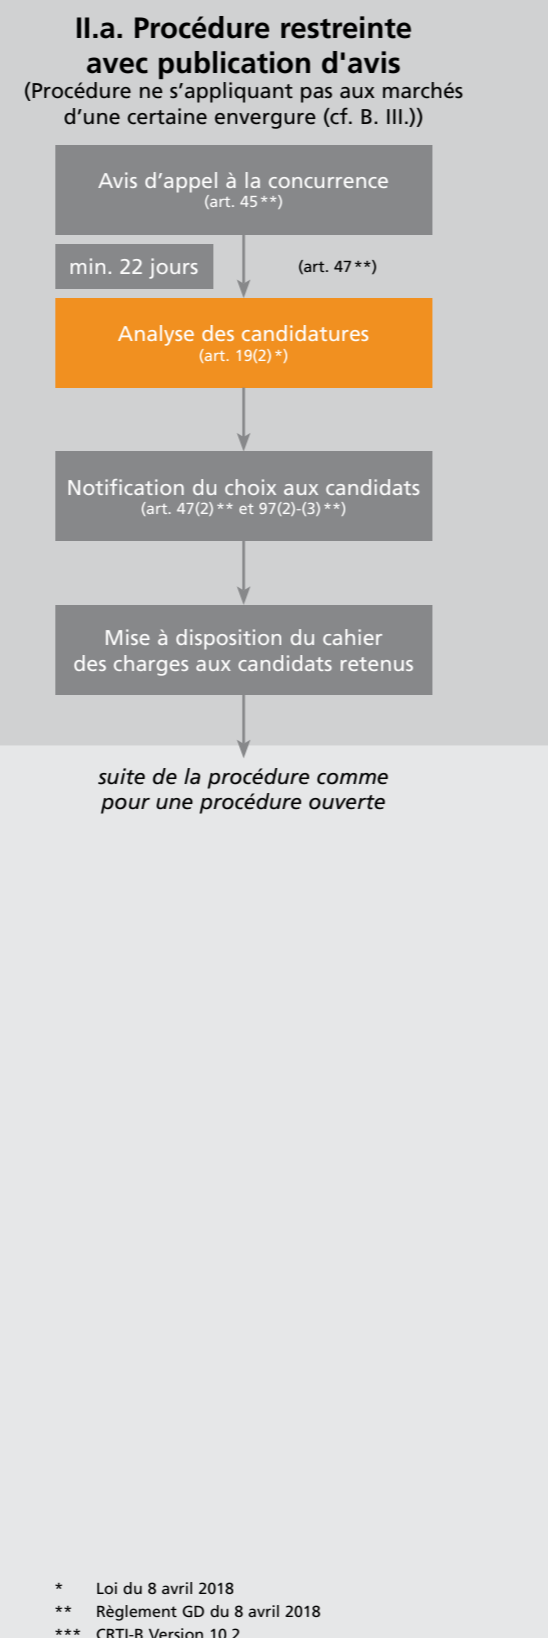 II.a. Procédure restreinte
avec publication d'avis
(Procédure ne s’appliquant pas aux marchés
d’une certaine envergure (cf. B. III.))
Avis d’appel à la concurrence
(art. 45**)
min. 22 jours
(art. 47**)
Analyse des candidatures
(art. 19(2)*)
Notification du choix aux candidats
(art. 47(2)** et 97(2)-(3)**)
Mise à disposition du cahier
des charges aux candidats retenus
suite de la procédure comme
pour une procédure ouverte
* Loi du 8 avril 2018
** Règlement GD du 8 avril 2018
*** CRTI-B Version 10.2